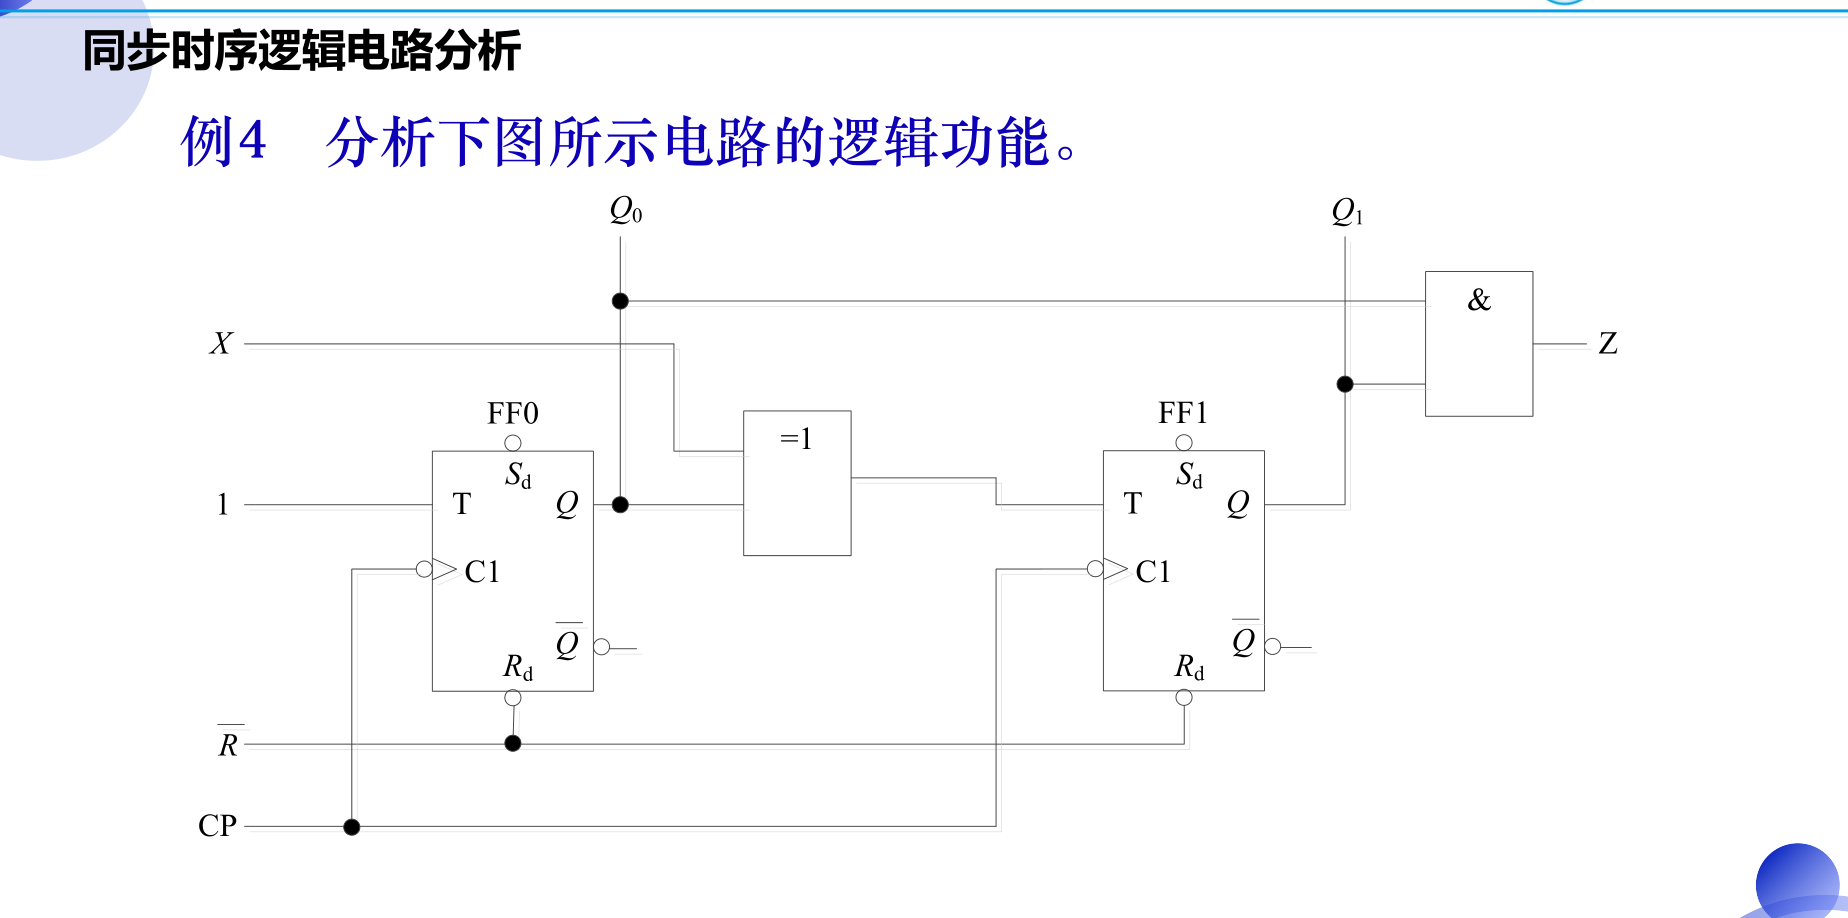 同步时序逻辑电路分析
例4 分析下图所示电路的逻辑功能。
Q0
Q1
&
X
Z
FF0
FF1
=1
Sd
Sd
1
T
Q
T
Q
C1
C1
Q̅
Q̅
Rd
Rd
R̅
CP